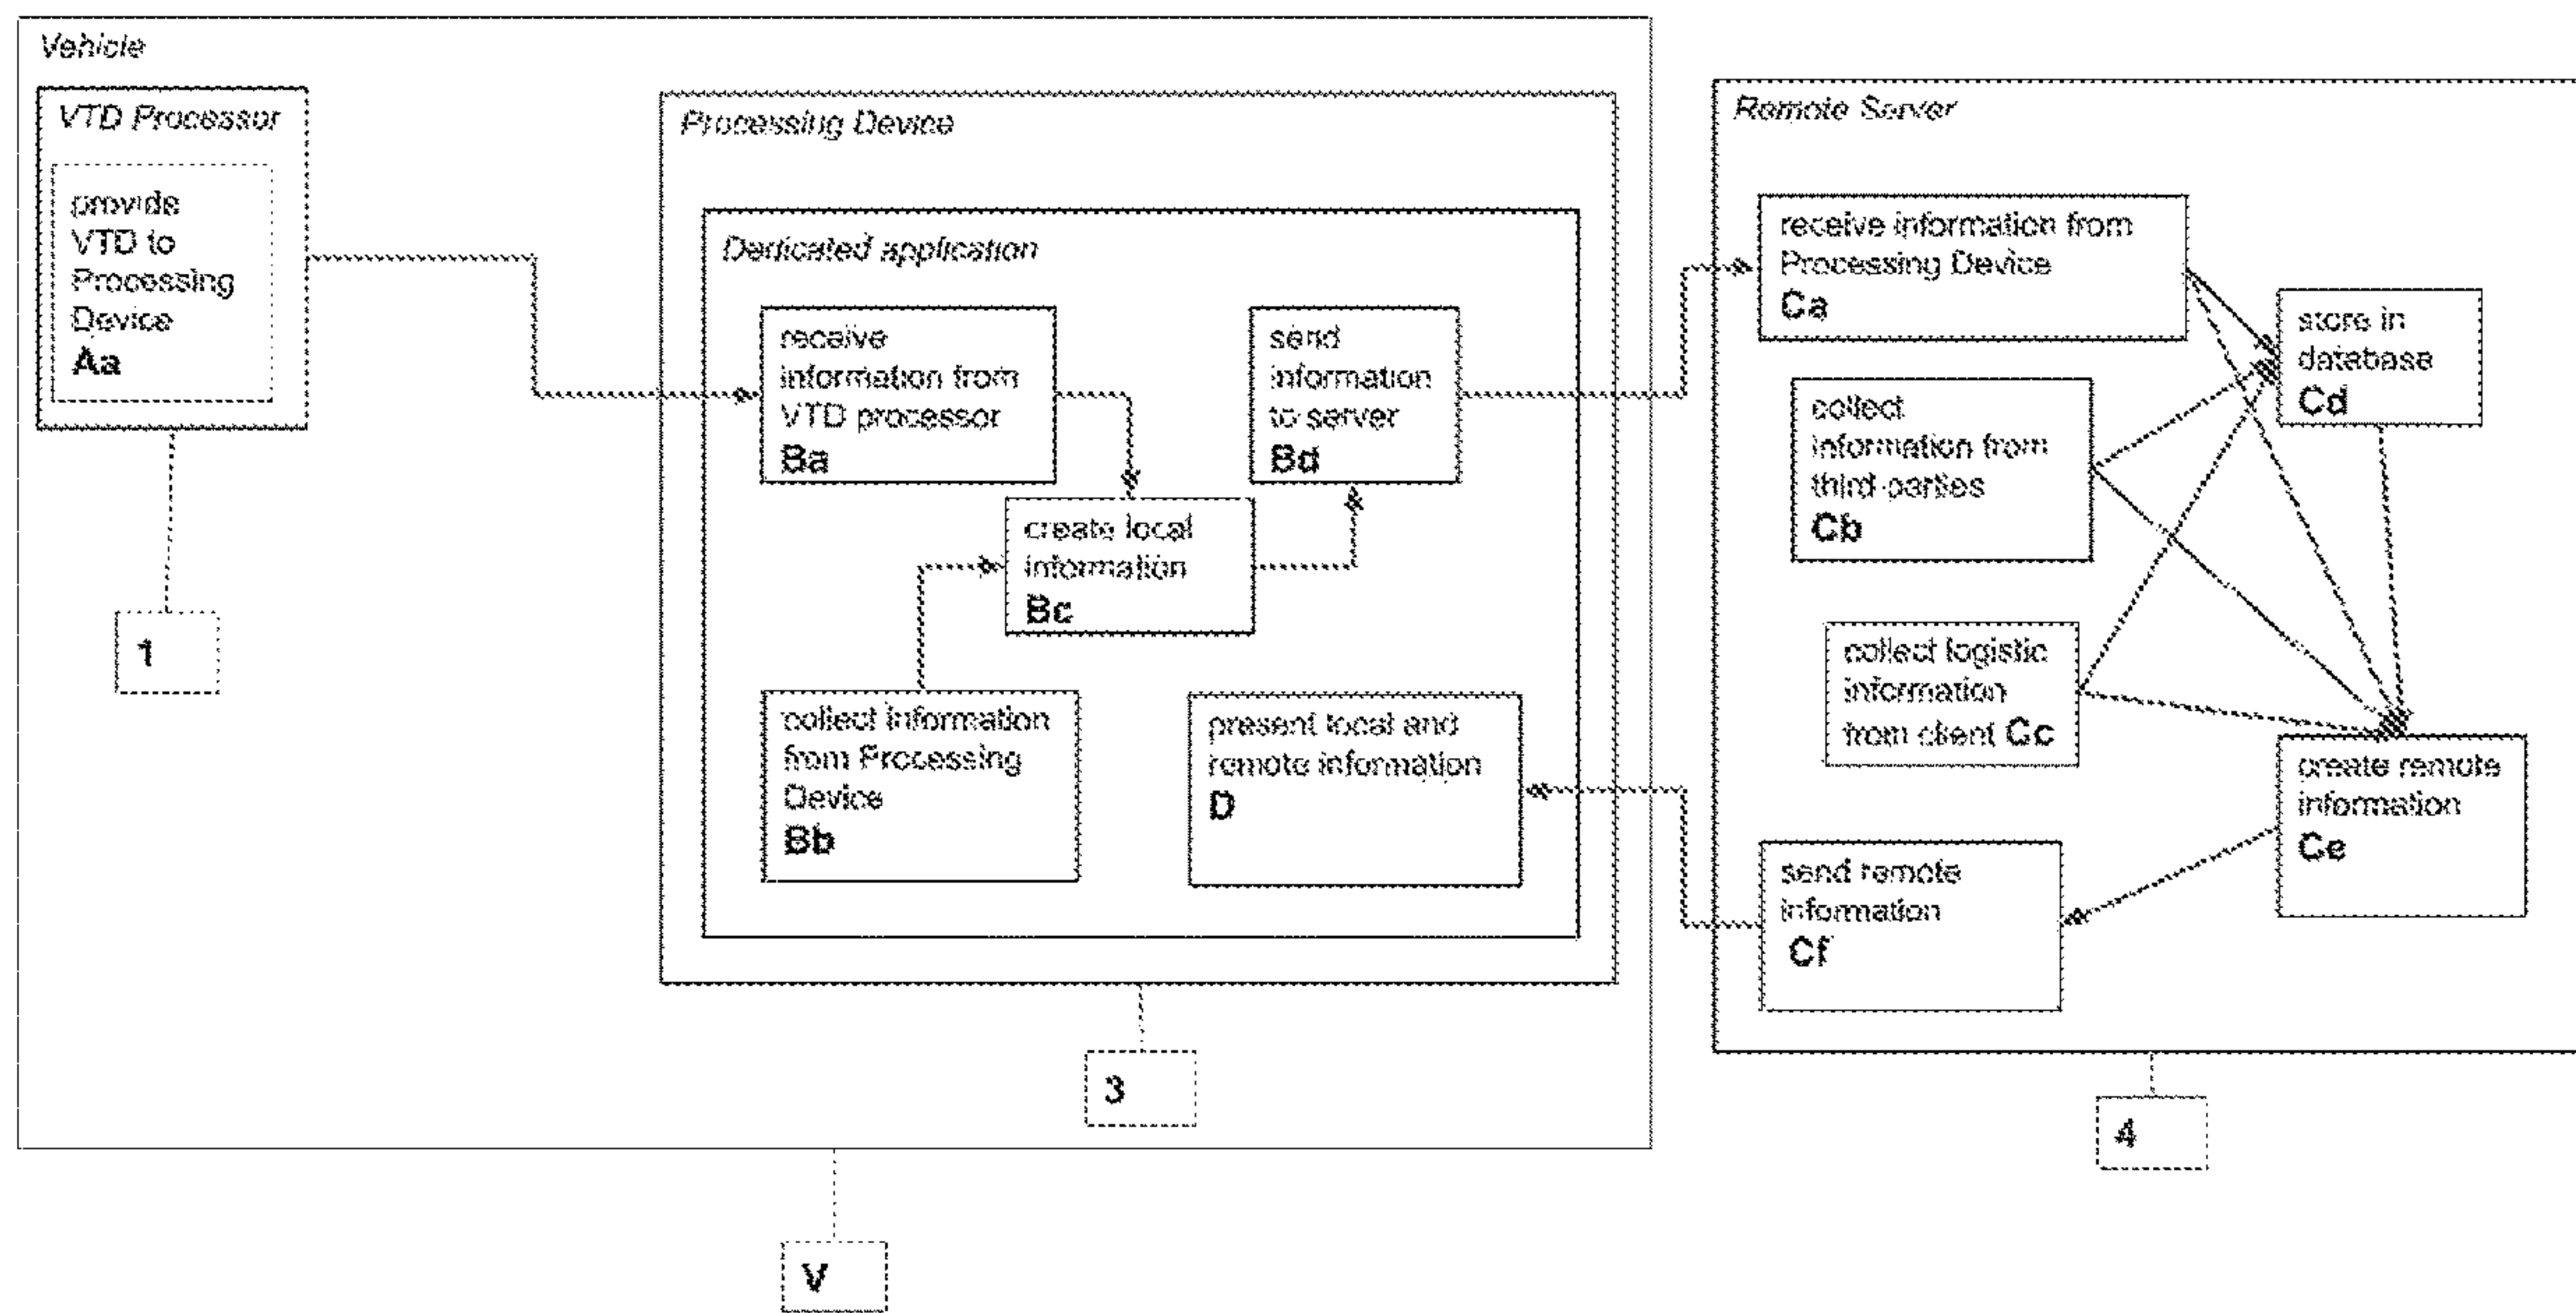 Vehicle
VTD Processor
provide
VTD to
Processing
Device
Aa
1
Processing Device
Dedicated application
receive
information from
VTD processor
Ba
send
information
to server
Bd
create local
information
Bc
collect information
from Processing
Device
Bb
present local and
remote information
D
3
V
Remote Server
receive information from
Processing Device
Ca
store in
database
Cd
collect
information from
third parties
Cb
collect logistic
information
from client Cc
create remote
information
Ce
send remote
information
Cf
4